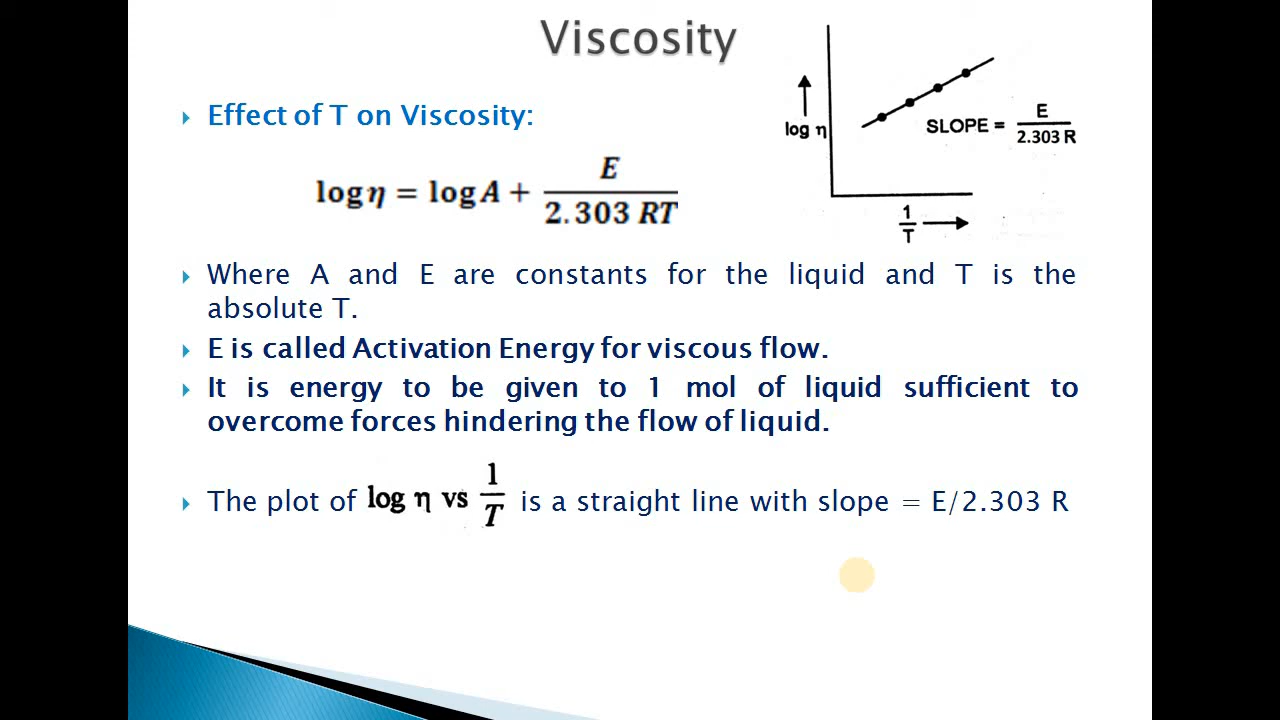 Viscosity
Effect of T on Viscosity:
log η = log A + E / 2.303 RT
log η
SLOPE = E / 2.303 R
1/T
Where A and E are constants for the liquid and T is the
absolute T.
E is called Activation Energy for viscous flow.
It is energy to be given to 1 mol of liquid sufficient to
overcome forces hindering the flow of liquid.
The plot of log η vs 1/T is a straight line with slope = E/2.303 R